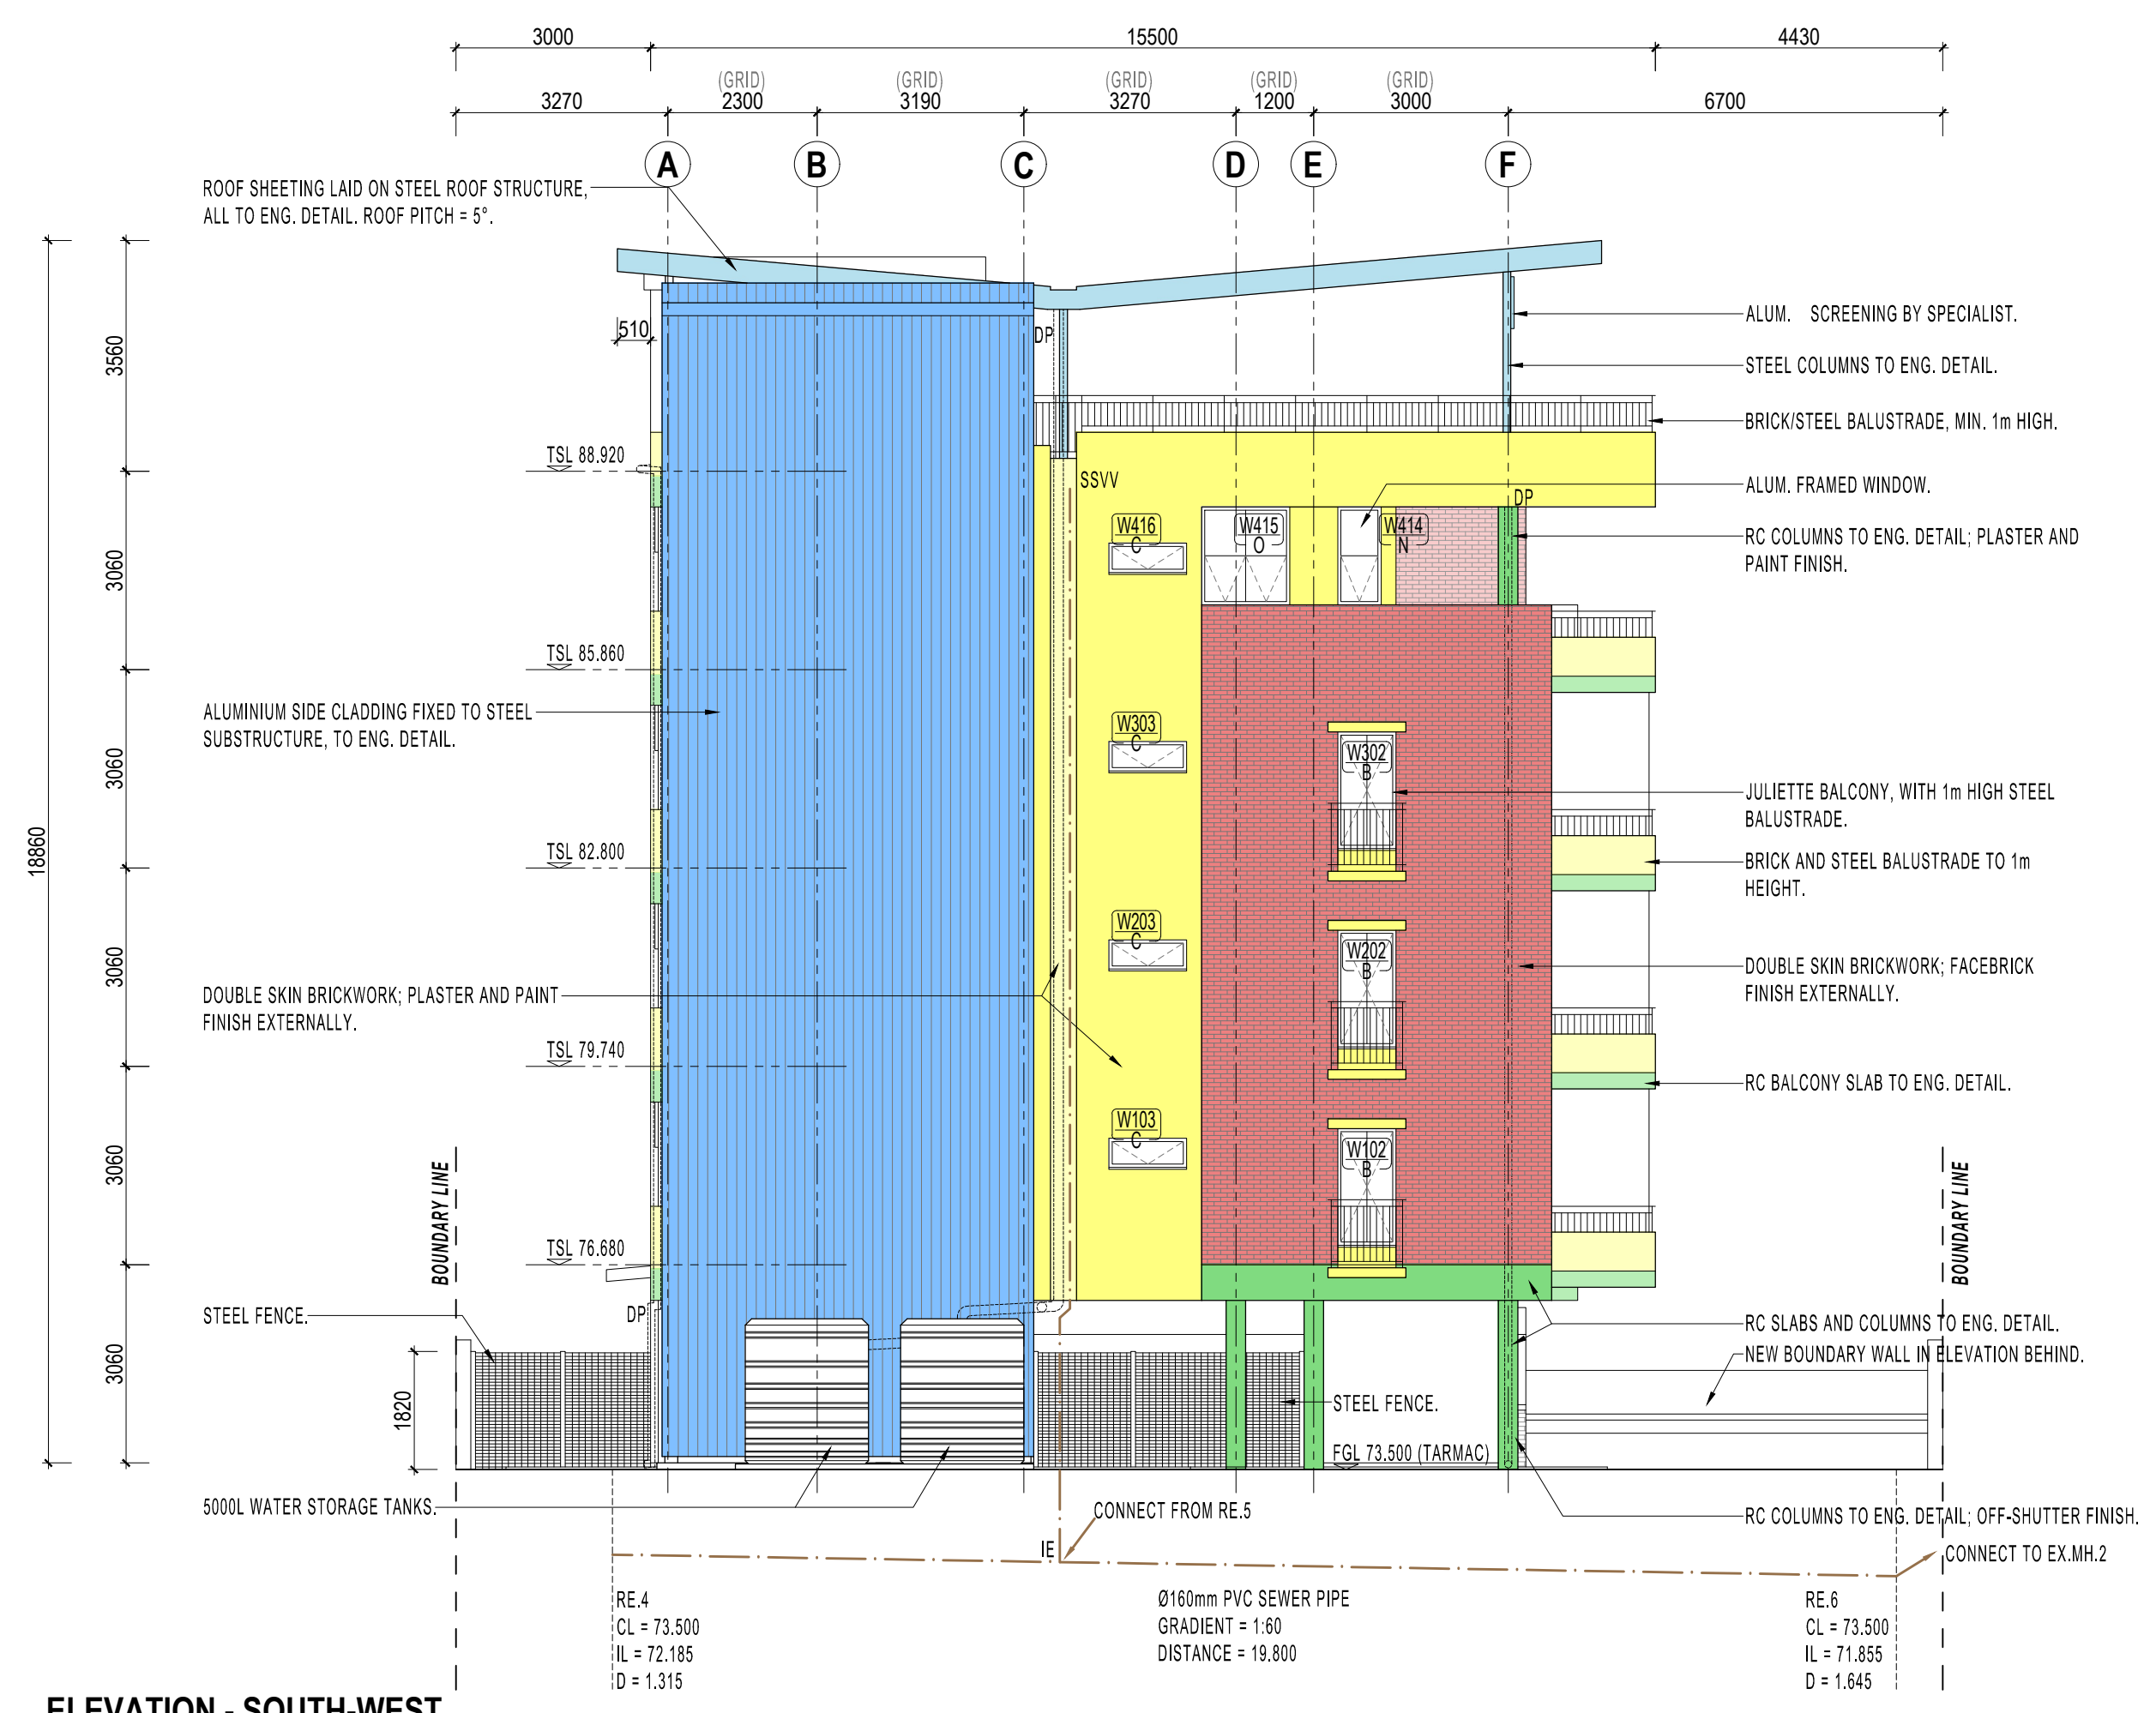 3000 15500 4430
(GRID) (GRID) (GRID) (GRID) (GRID)
3270 2300 3190 3270 1200 3000 6700
A B C D E F
ROOF SHEETING LAID ON STEEL ROOF STRUCTURE,
ALL TO ENG. DETAIL. ROOF PITCH = 5°.
ALUM. SCREENING BY SPECIALIST.
510
DP
3560
STEEL COLUMNS TO ENG. DETAIL.
BRICK/STEEL BALUSTRADE, MIN. 1m HIGH.
TSL 88.920
SSVV
ALUM. FRAMED WINDOW.
DP
W416
C
W415
O
W414
N
RC COLUMNS TO ENG. DETAIL; PLASTER AND
PAINT FINISH.
3060
TSL 85.860
ALUMINIUM SIDE CLADDING FIXED TO STEEL
SUBSTRUCTURE, TO ENG. DETAIL.
W303
C
W302
B
3060
JULIETTE BALCONY, WITH 1m HIGH STEEL
BALUSTRADE.
18860
TSL 82.800
BRICK AND STEEL BALUSTRADE TO 1m
HEIGHT.
W203
C
W202
B
3060
DOUBLE SKIN BRICKWORK; FACEBRICK
FINISH EXTERNALLY.
DOUBLE SKIN BRICKWORK; PLASTER AND PAINT
FINISH EXTERNALLY.
TSL 79.740
RC BALCONY SLAB TO ENG. DETAIL.
W103
C
W102
B
3060
BOUNDARY LINE
BOUNDARY LINE
TSL 76.680
STEEL FENCE.
DP
RC SLABS AND COLUMNS TO ENG. DETAIL.
NEW BOUNDARY WALL IN ELEVATION BEHIND.
3060
1820
STEEL FENCE.
FGL 73.500 (TARMAC)
5000L WATER STORAGE TANKS.
CONNECT FROM RE.5
RC COLUMNS TO ENG. DETAIL; OFF-SHUTTER FINISH.
IE
CONNECT TO EX.MH.2
RE.4
CL = 73.500
IL = 72.185
D = 1.315
Ø160mm PVC SEWER PIPE
GRADIENT = 1:60
DISTANCE = 19.800
RE.6
CL = 73.500
IL = 71.855
D = 1.645
ELEVATION - SOUTH-WEST